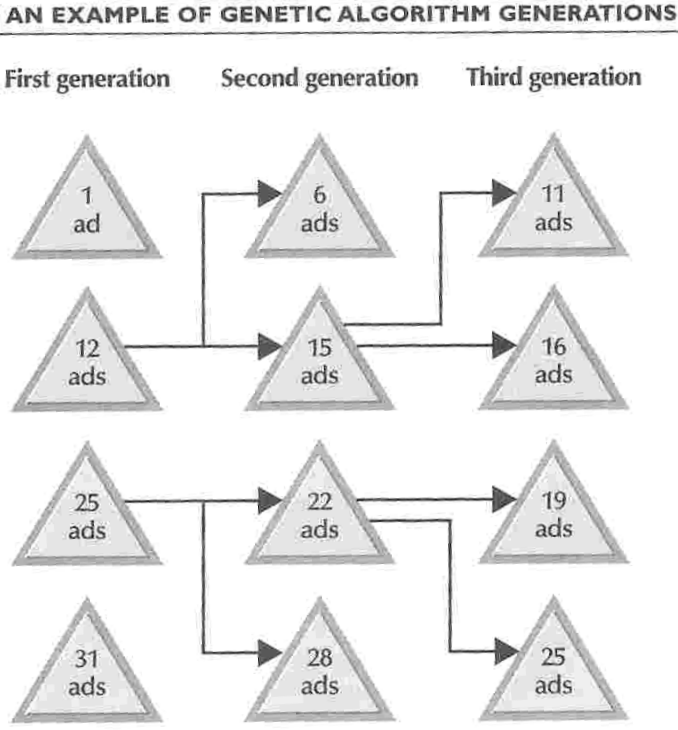 AN EXAMPLE OF GENETIC ALGORITHM GENERATIONS
First generation Second generation Third generation
1
ad
6
ads
11
ads
12
ads
15
ads
16
ads
25
ads
22
ads
19
ads
31
ads
28
ads
25
ads